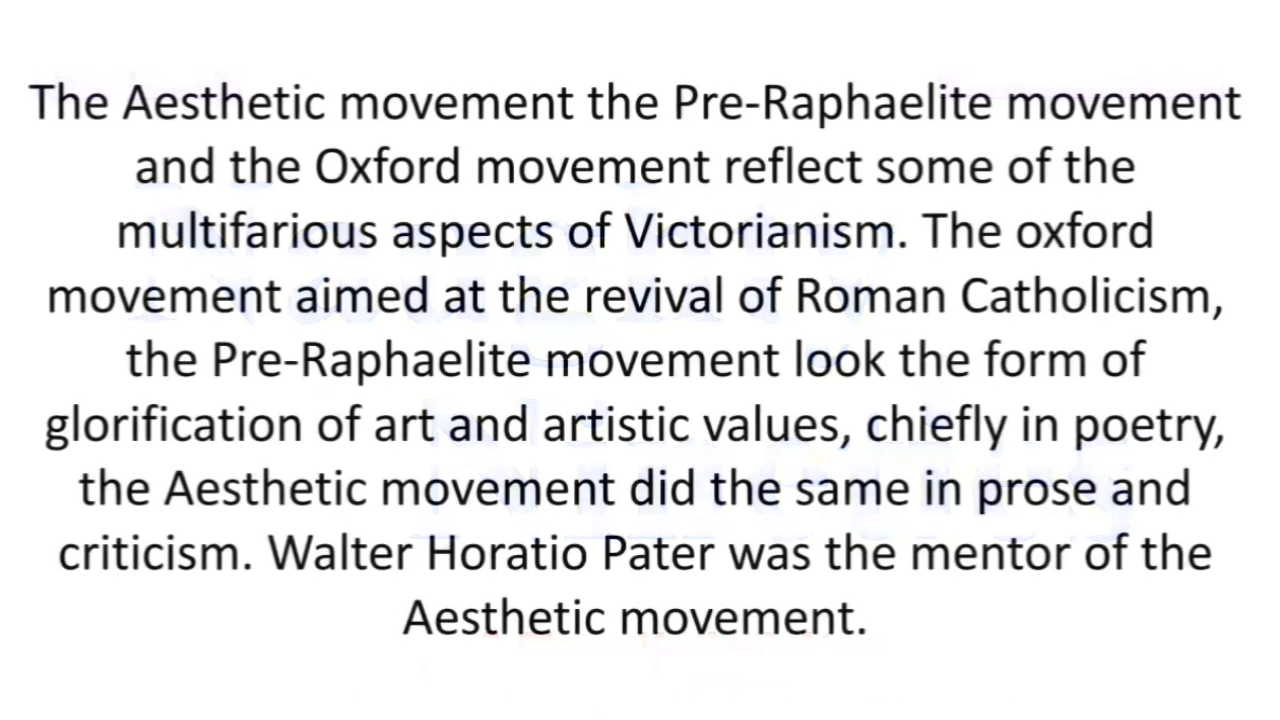 The Aesthetic movement the Pre-Raphaelite movement
and the Oxford movement reflect some of the
multifarious aspects of Victorianism. The oxford
movement aimed at the revival of Roman Catholicism,
the Pre-Raphaelite movement look the form of
glorification of art and artistic values, chiefly in poetry,
the Aesthetic movement did the same in prose and
criticism. Walter Horatio Pater was the mentor of the
Aesthetic movement.